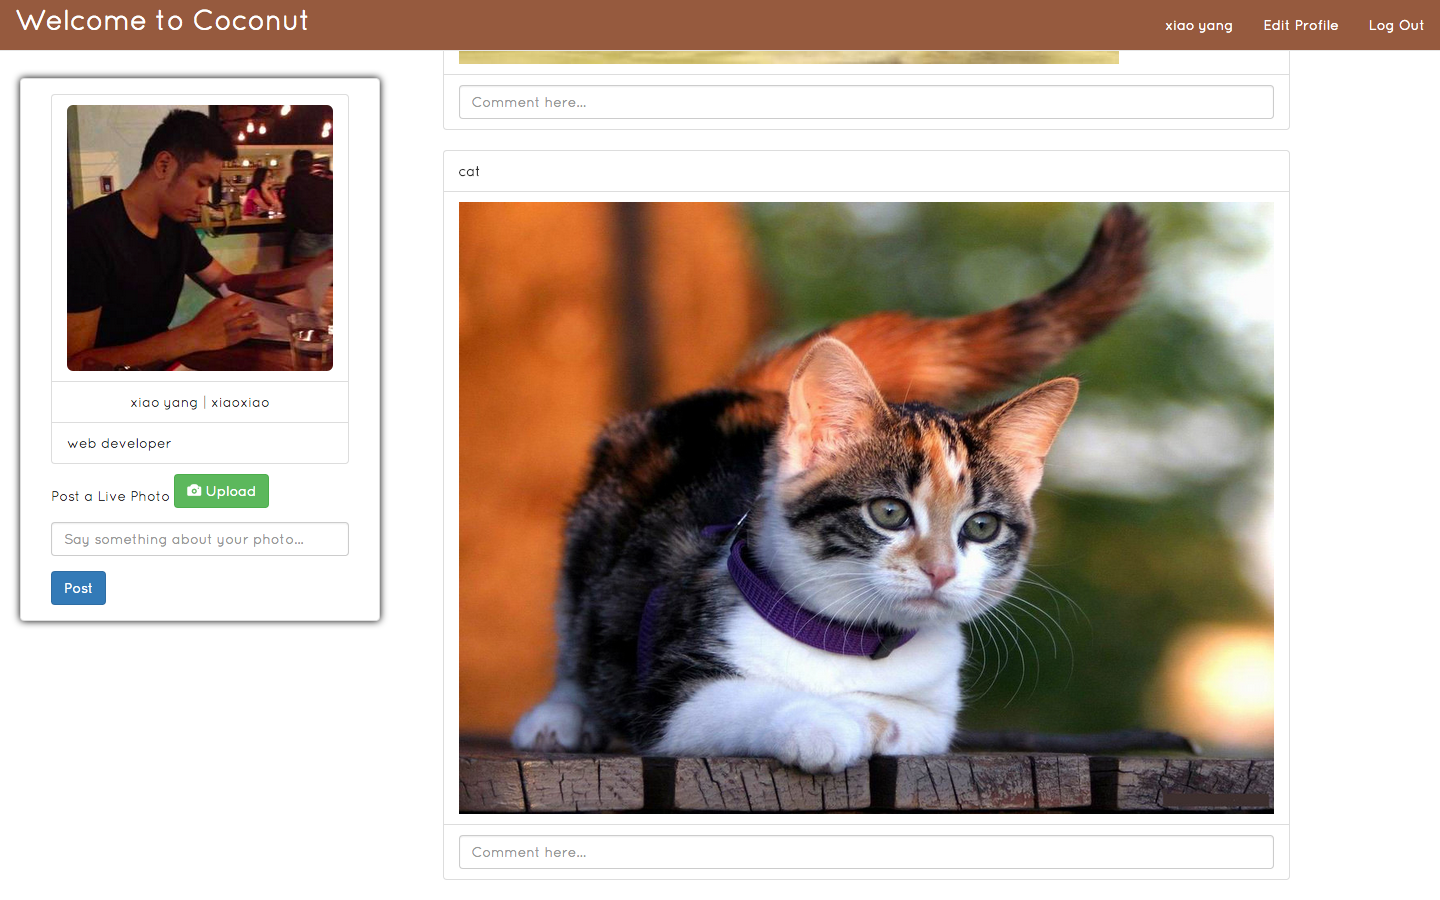 Welcome to Coconut
xiao yang
Edit Profile
Log Out
xiao yang | xiaoxiao
web developer
Post a Live Photo
Upload
Say something about your photo...
Post
Comment here...
cat
Comment here...